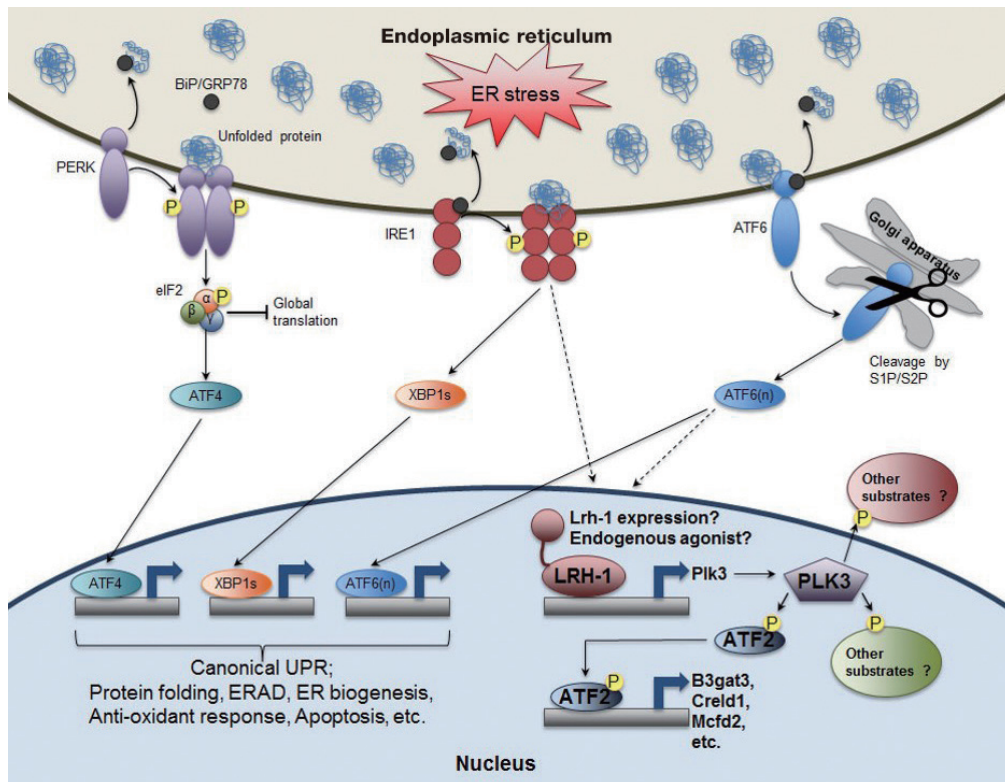 Endoplasmic reticulum
BiP/GRP78
ER stress
Unfolded protein
PERK
P
P
IRE1
P
P
ATF6
Golgi apparatus
eIF2
α
P
β
γ
Global
translation
Cleavage by
S1P/S2P
ATF4
XBP1s
ATF6(n)
Other
substrates ?
P
Lrh-1 expression?
Endogenous agonist?
ATF4
XBP1s
ATF6(n)
LRH-1
Plk3
PLK3
P
P
ATF2
Other
substrates ?
Canonical UPR;
Protein folding, ERAD, ER biogenesis,
Anti-oxidant response, Apoptosis, etc.
P
ATF2
B3gat3,
Creld1,
Mcfd2,
etc.
Nucleus